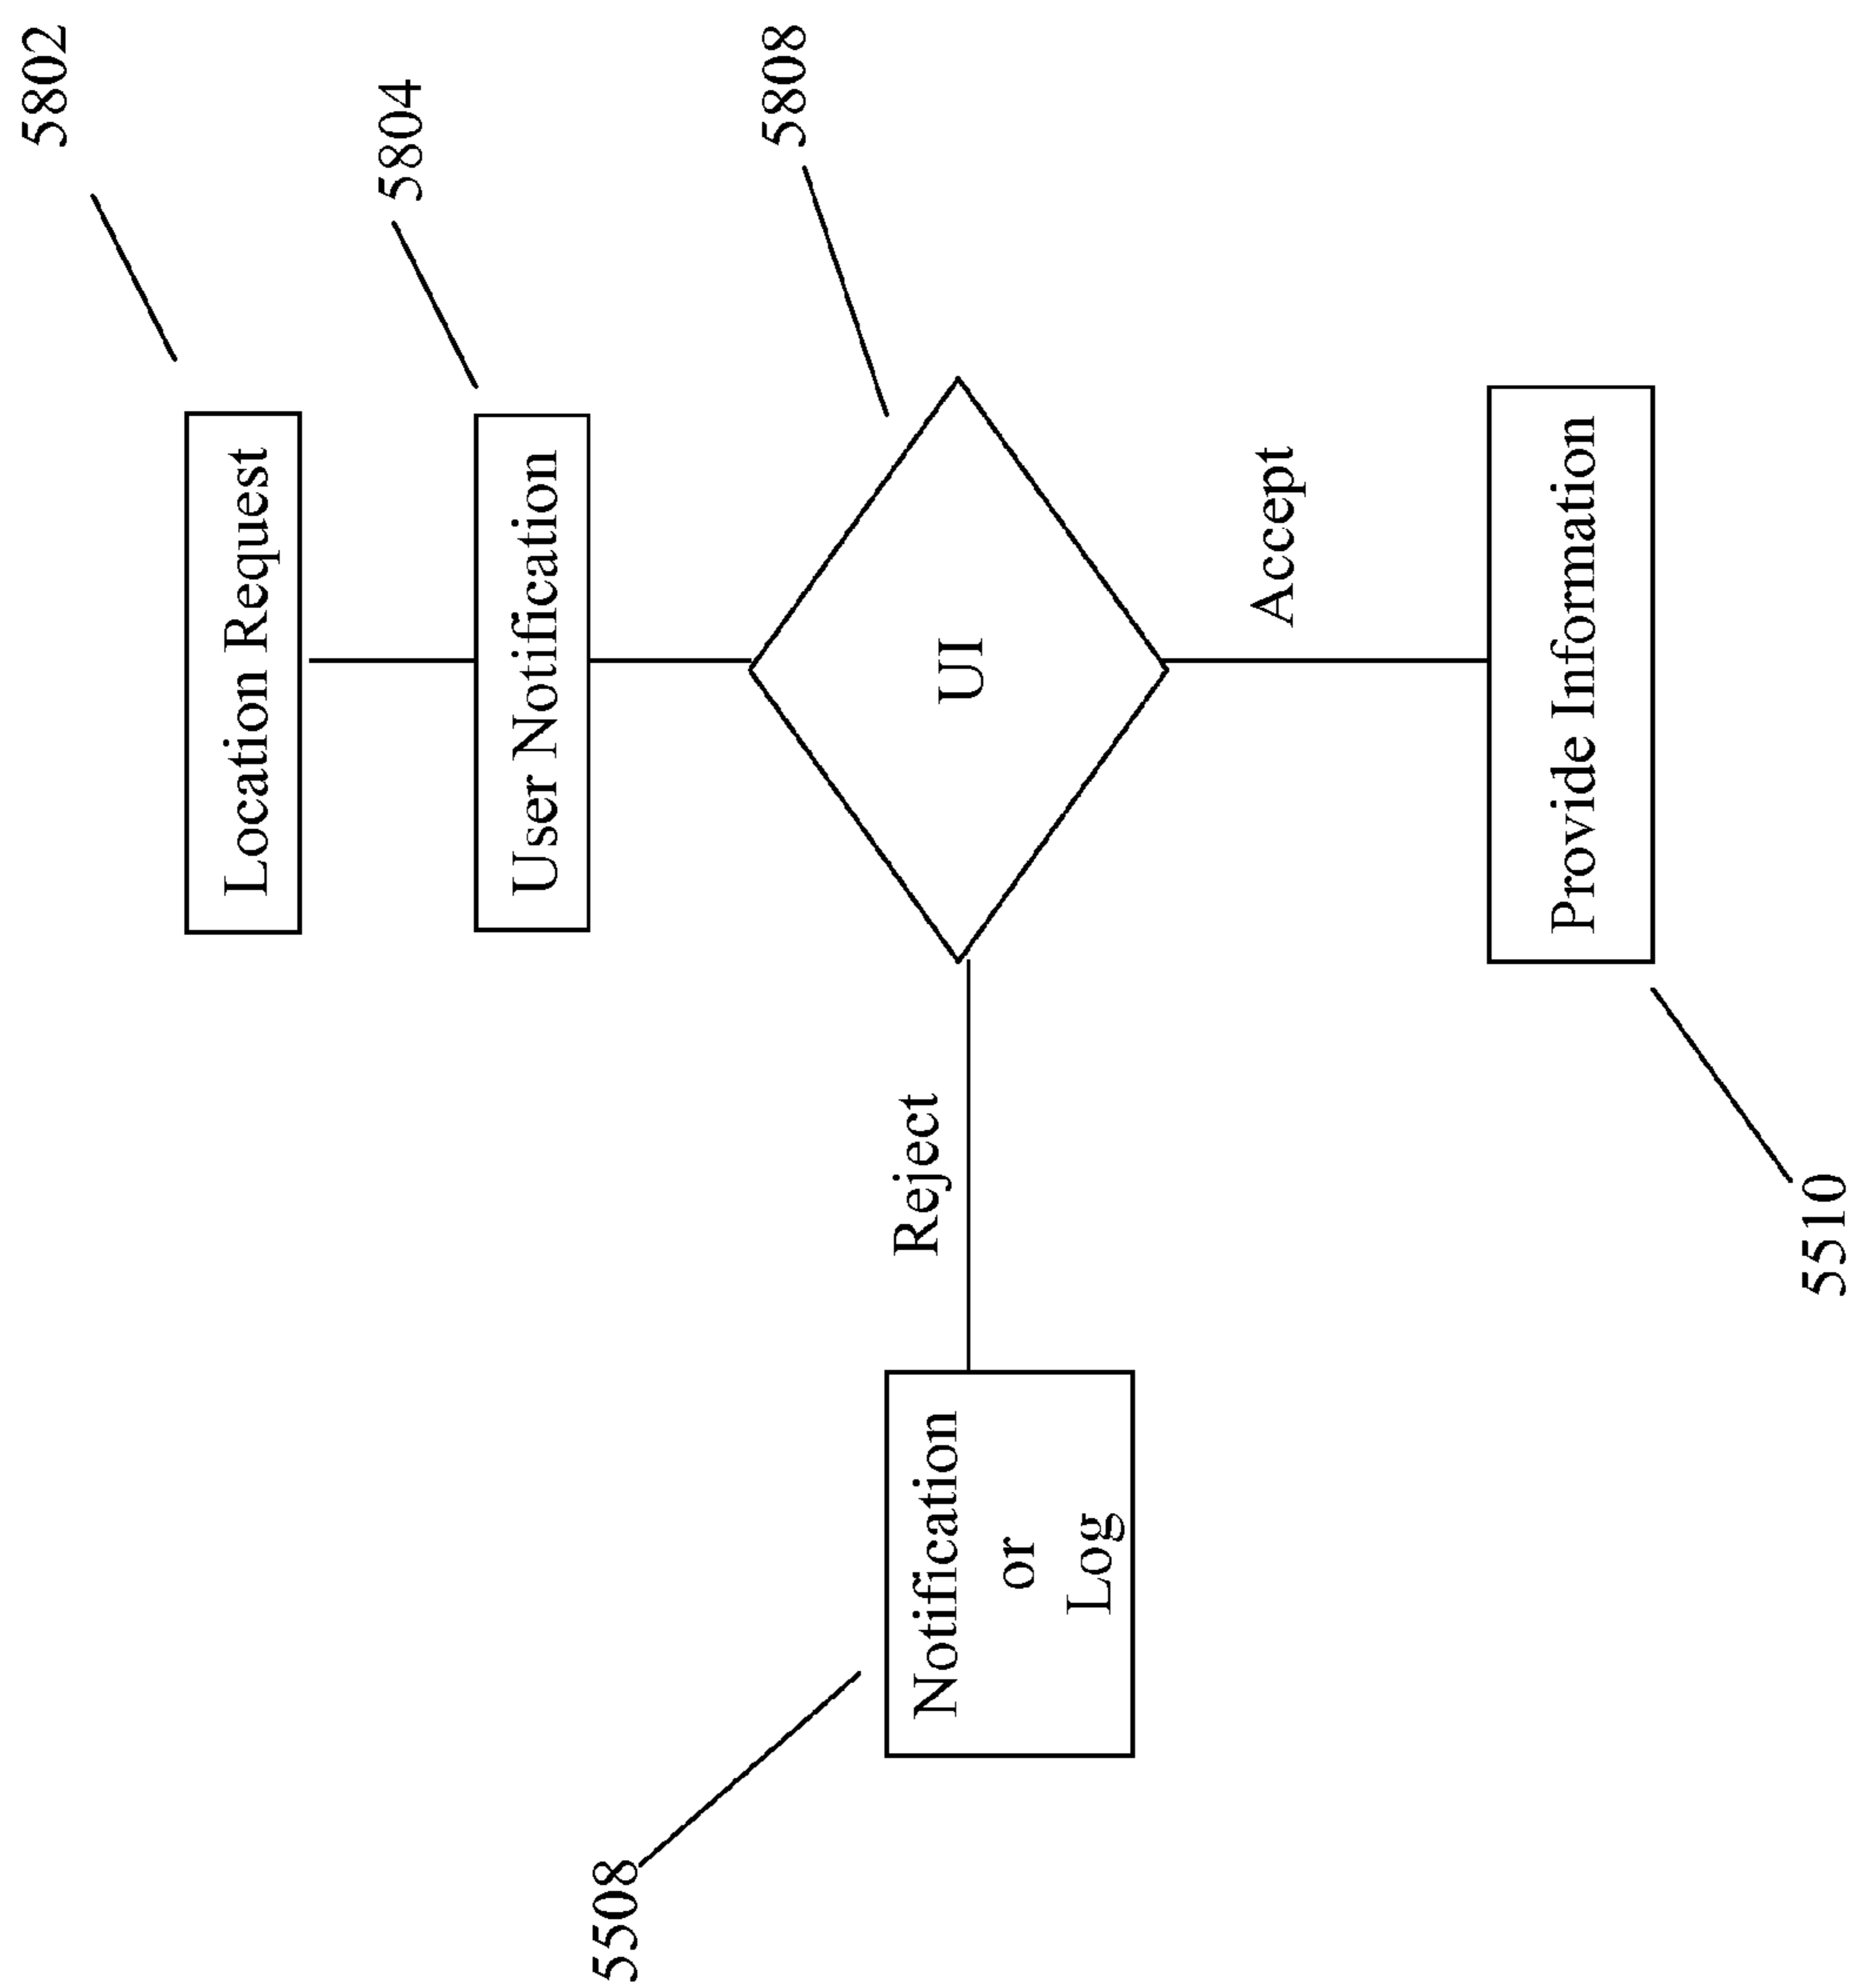 5802
Location Request
5804
User Notification
5808
UI
Reject
Accept
Notification
or
Log
5508
Provide Information
5510